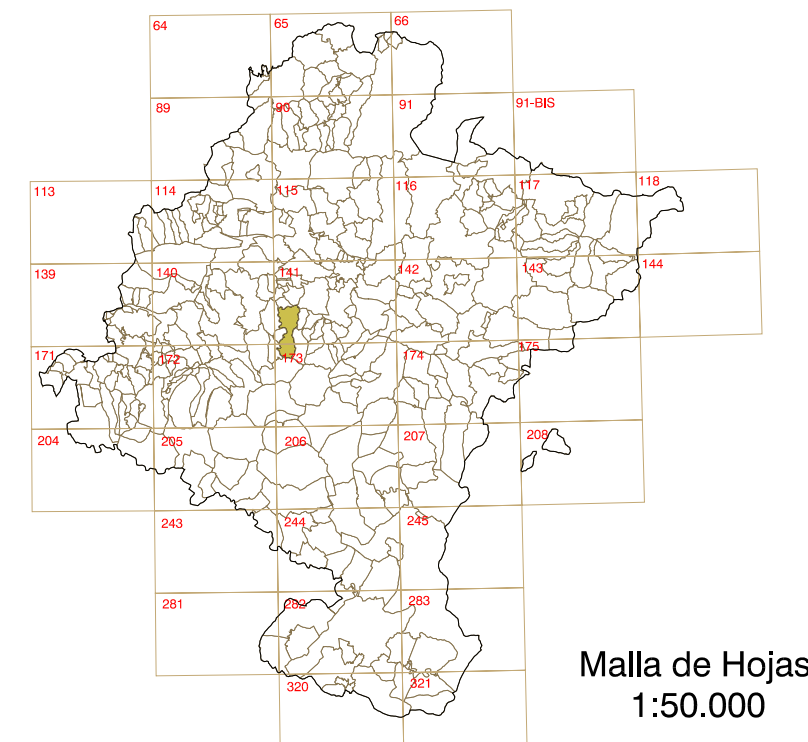 64 65 66
89 90 91 91-BIS
113 114 115 116 117 118
139 140 141 142 143 144
171 172 173 174 175
204 205 206 207 208
243 244 245
281 282 283
320 321
Malla de Hojas
1:50.000